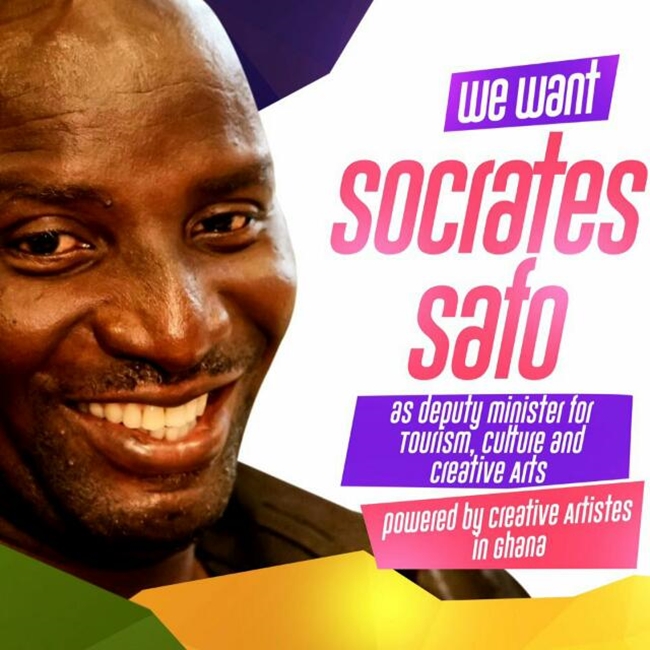 we want
socrates
safo
as deputy minister for
Tourism, culture and
creative Arts
powered by creative Artistes
in Ghana